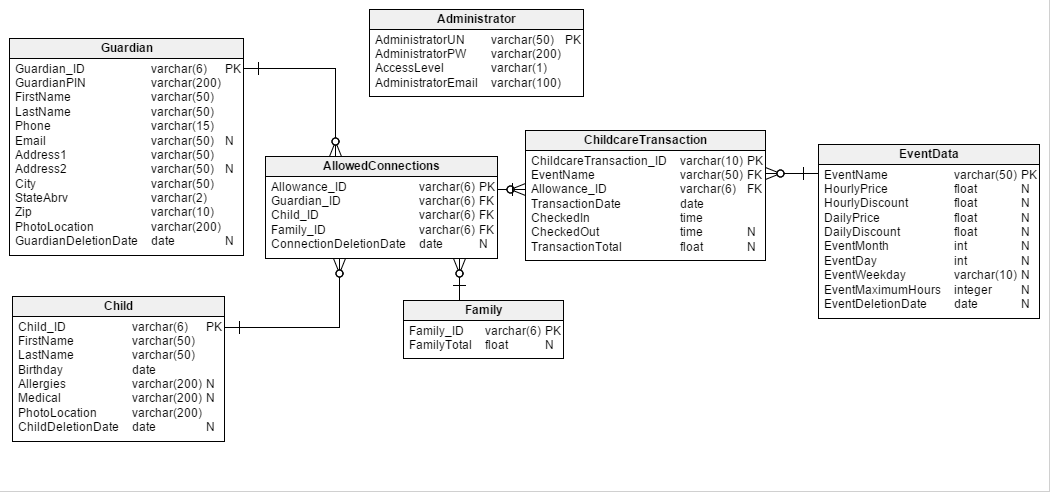 Administrator
AdministratorUN varchar(50) PK
AdministratorPW varchar(200)
AccessLevel varchar(1)
AdministratorEmail varchar(100)
Guardian
Guardian_ID varchar(6) PK
GuardianPIN varchar(200)
FirstName varchar(50)
LastName varchar(50)
Phone varchar(15)
Email varchar(50) N
Address1 varchar(50)
Address2 varchar(50) N
City varchar(50)
StateAbrv varchar(2)
Zip varchar(10)
PhotoLocation varchar(200)
GuardianDeletionDate date N
AllowedConnections
Allowance_ID varchar(6) PK
Guardian_ID varchar(6) FK
Child_ID varchar(6) FK
Family_ID varchar(6) FK
ConnectionDeletionDate date N
ChildcareTransaction
ChildcareTransaction_ID varchar(10) PK
EventName varchar(50) FK
Allowance_ID varchar(6) FK
TransactionDate date
CheckedIn time
CheckedOut time N
TransactionTotal float N
EventData
EventName varchar(50) PK
HourlyPrice float N
HourlyDiscount float N
DailyPrice float N
DailyDiscount float N
EventMonth int N
EventDay int N
EventWeekday varchar(10) N
EventMaximumHours integer N
EventDeletionDate date N
Child
Child_ID varchar(6) PK
FirstName varchar(50)
LastName varchar(50)
Birthday date
Allergies varchar(200) N
Medical varchar(200) N
PhotoLocation varchar(200)
ChildDeletionDate date N
Family
Family_ID varchar(6) PK
FamilyTotal float N